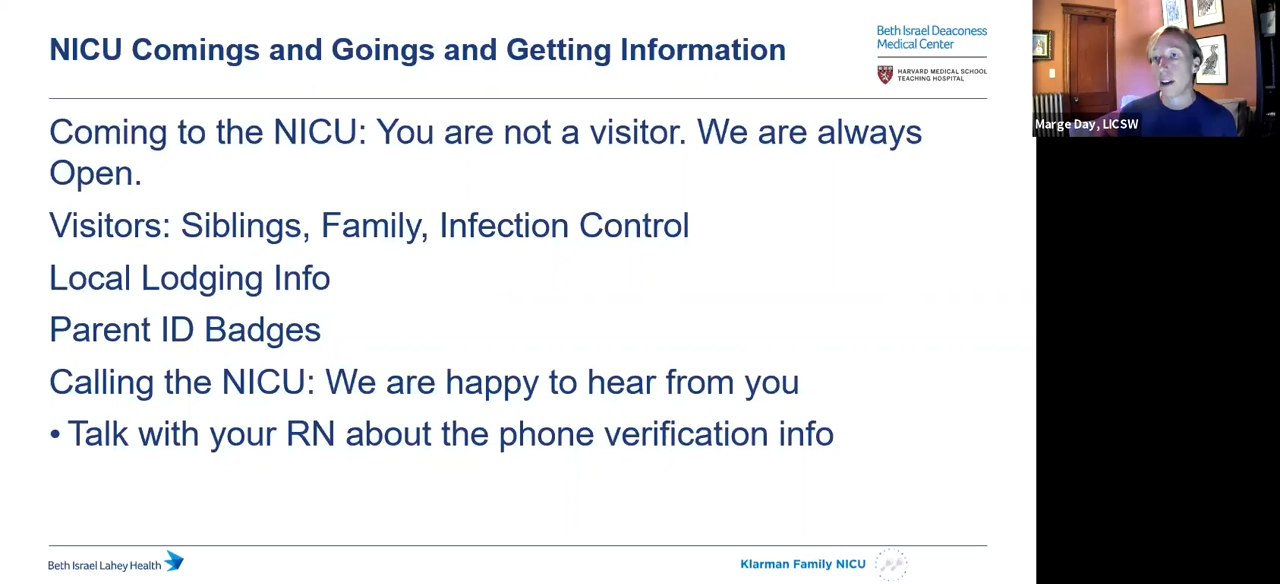 NICU Comings and Goings and Getting Information
Beth Israel Deaconess
Medical Center
HARVARD MEDICAL SCHOOL
TEACHING HOSPITAL
Marge Day, LICSW
Coming to the NICU: You are not a visitor. We are always
Open.
Visitors: Siblings, Family, Infection Control
Local Lodging Info
Parent ID Badges
Calling the NICU: We are happy to hear from you
• Talk with your RN about the phone verification info
Beth Israel Lahey Health
Klarman Family NICU